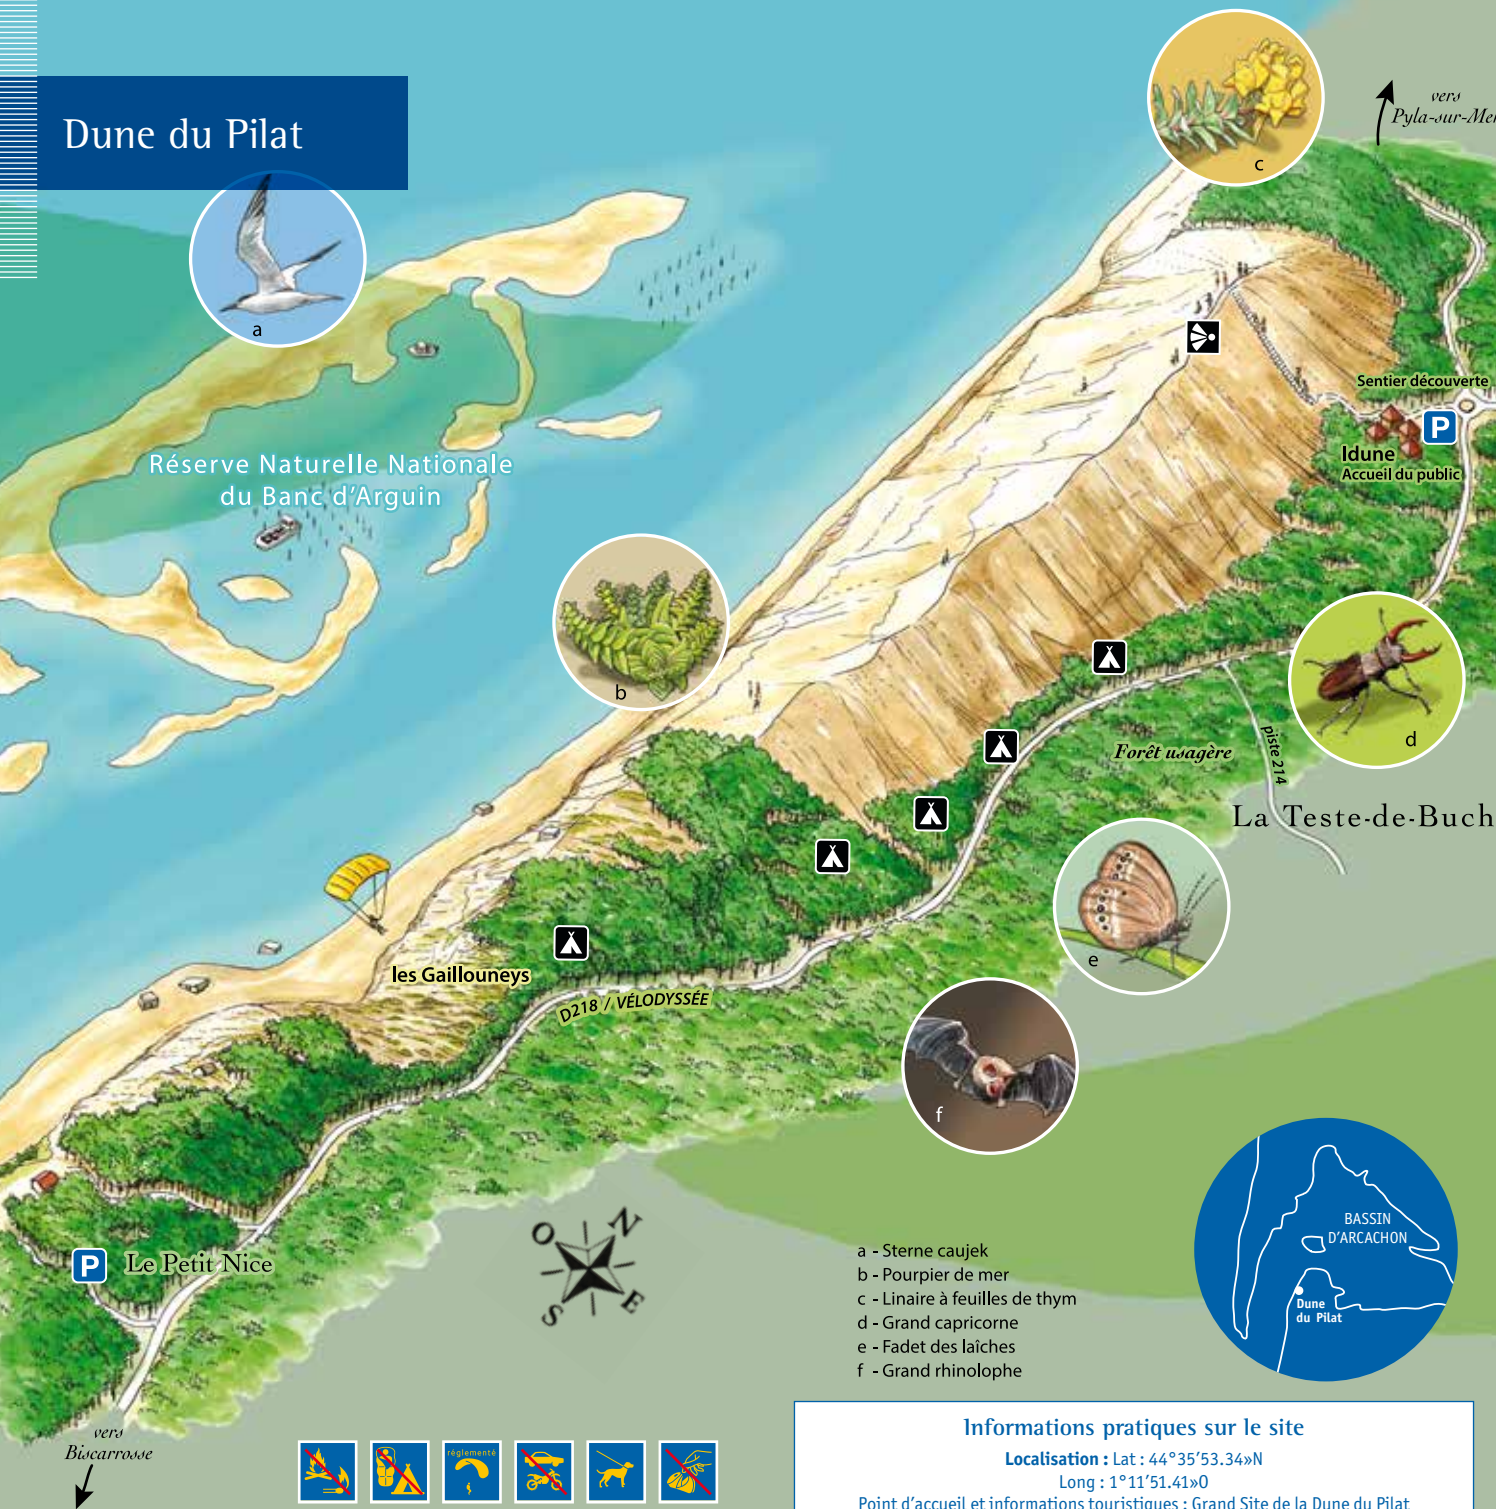 Dune du Pilat
a
c
vers
Pyla-sur-Mer
Sentier découverte
P
Idune
Accueil du public
Réserve Naturelle Nationale
du Banc d'Arguin
b
d
Forêt usagère
piste 214
La Teste-de-Buch
e
les Gaillouneys
D218 / VÉLODYSSÉE
f
P
Le Petit Nice
O
N
S
E
a - Sterne caujek
b - Pourpier de mer
c - Linaire à feuilles de thym
d - Grand capricorne
e - Fadet des laîches
f - Grand rhinolophe
BASSIN
D'ARCACHON
Dune
du Pilat
vers
Biscarrosse
réglementé
Informations pratiques sur le site
Localisation : Lat : 44°35'53.34»N
Long : 1°11'51.41»O
Point d'accueil et informations touristiques : Grand Site de la Dune du Pilat